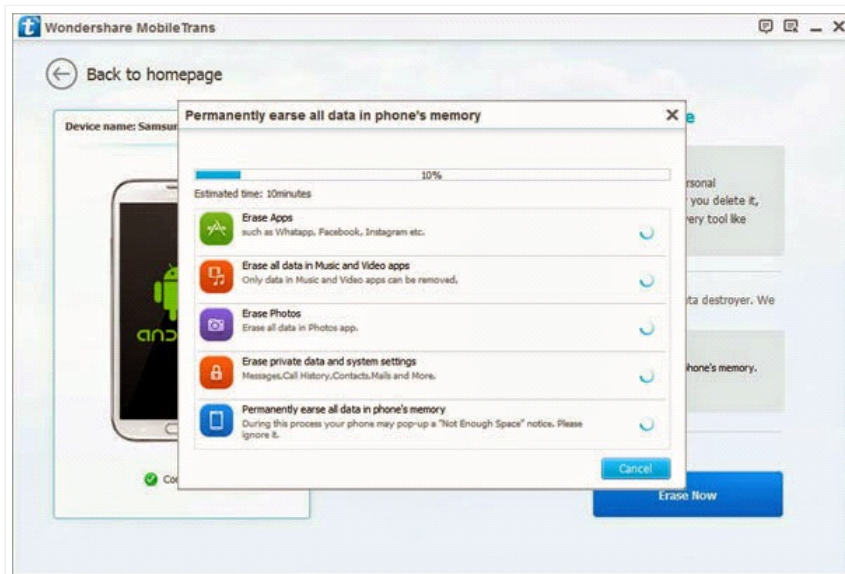 Wondershare MobileTrans
Back to homepage
Device name: Samsun
Permanently earse all data in phone's memory
10%
Estimated time: 10minutes
Erase Apps
such as Whatapp, Facebook, Instagram etc.
Erase all data in Music and Video apps
Only data in Music and Video apps can be removed.
Erase Photos
Erase all data in Photos app.
Erase private data and system settings
Messages,Call History,Contacts,Mails and More.
Permanently earse all data in phone's memory
During this process your phone may pop-up a "Not Enough Space" notice. Please
ignore it.
Cancel
e
rsonal
you delete it,
very tool like
ata destroyer. We
hone's memory.
Erase Now
Co